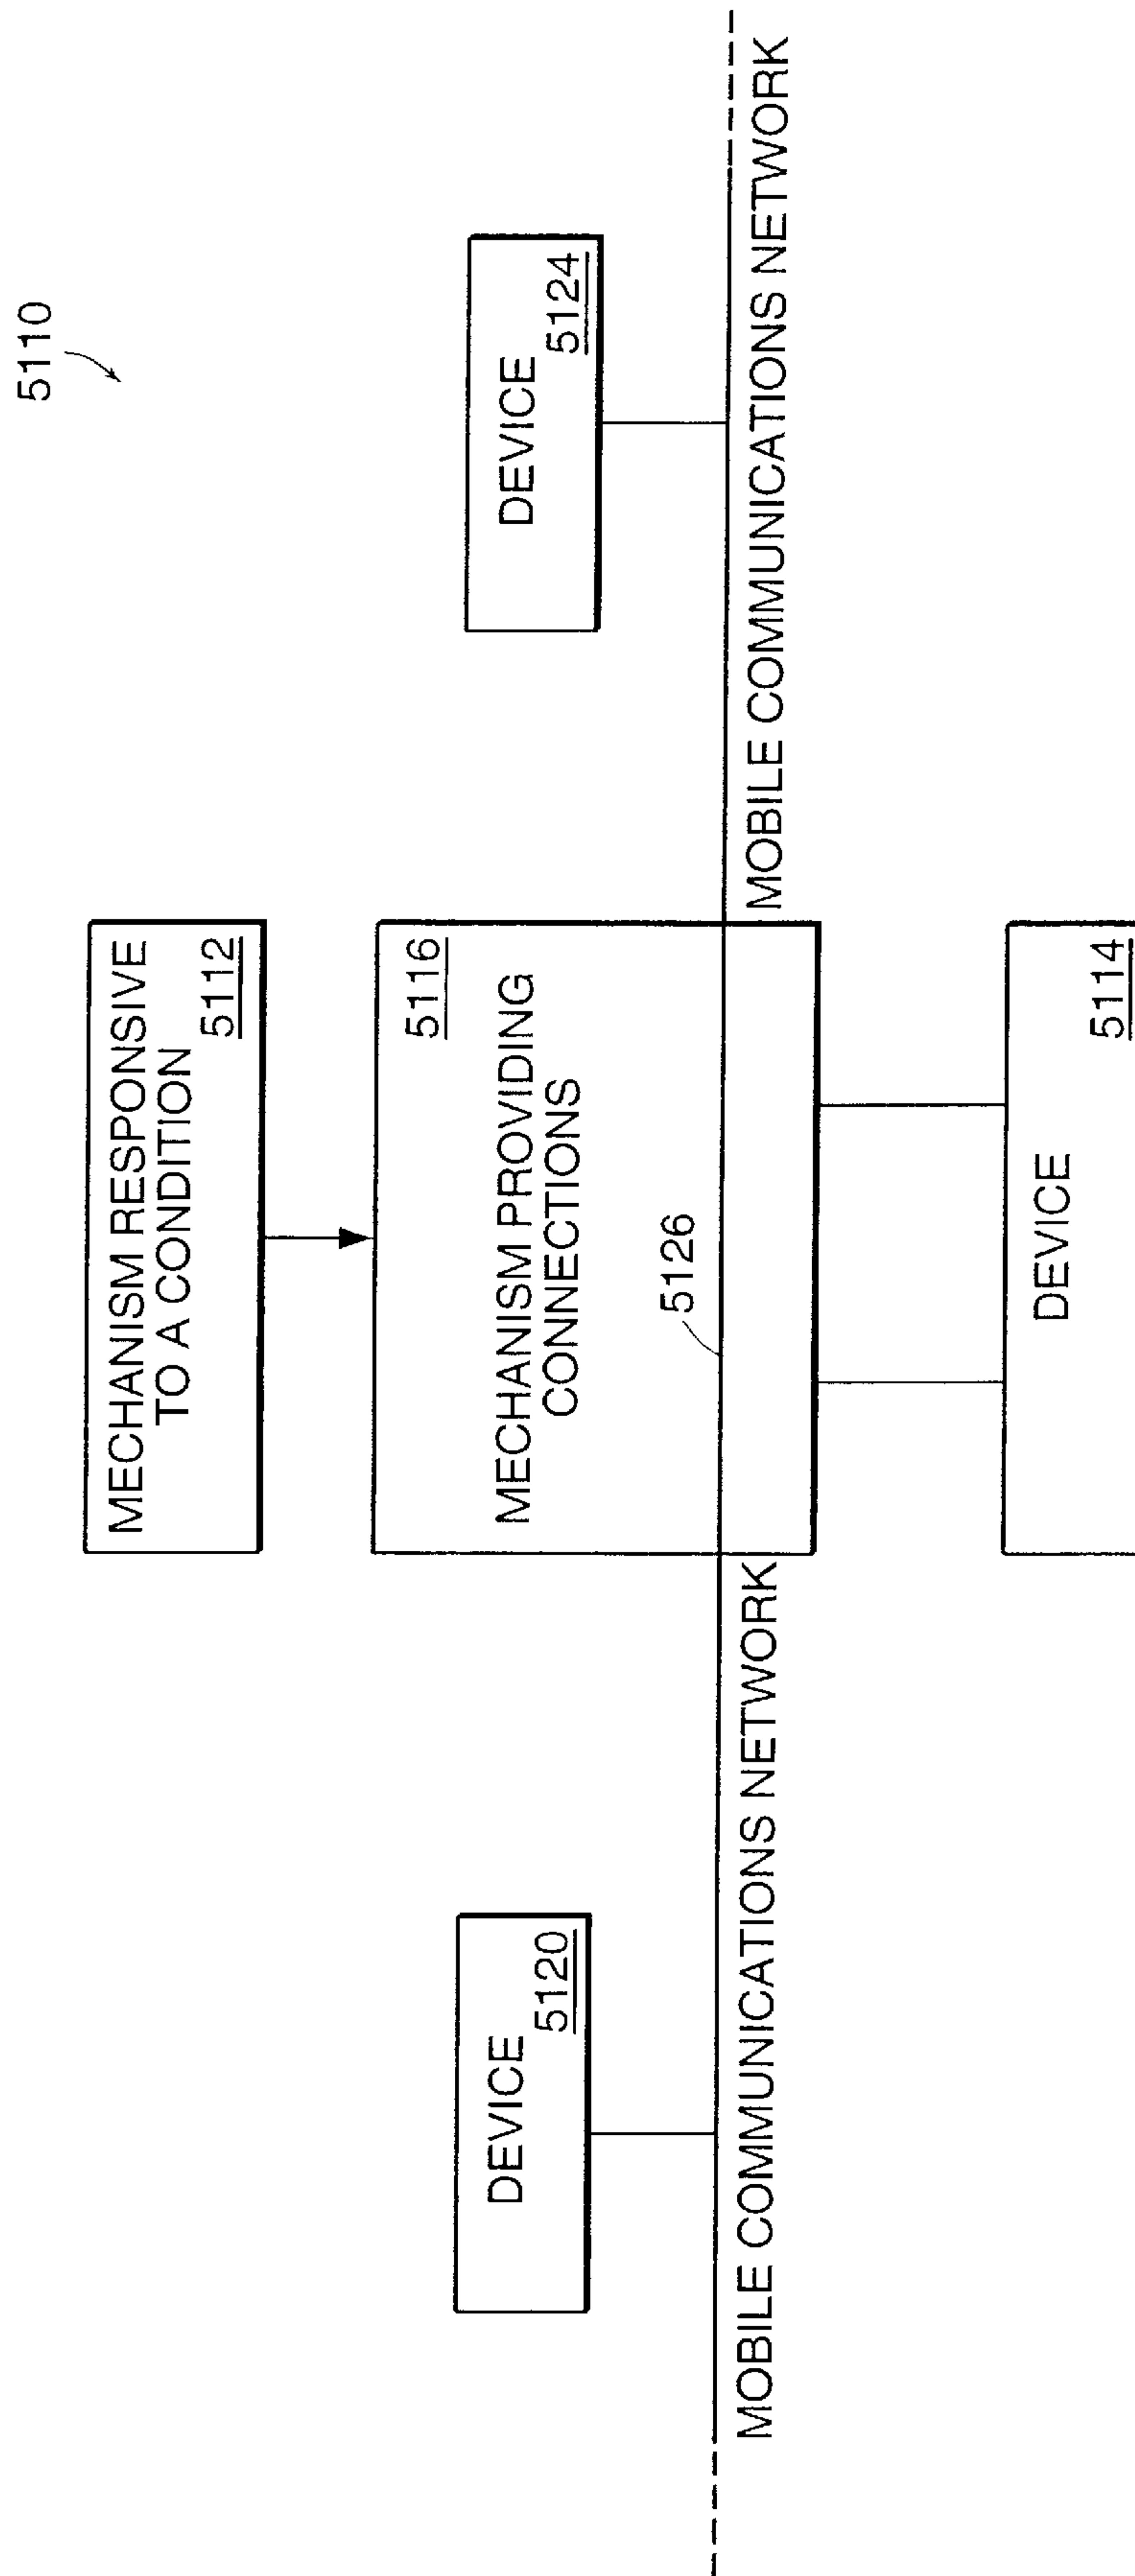 5110
MECHANISM RESPONSIVE
TO A CONDITION
5112
DEVICE
5120
5116
MECHANISM PROVIDING
CONNECTIONS
DEVICE
5124
5126
MOBILE COMMUNICATIONS NETWORK
MOBILE COMMUNICATIONS NETWORK
DEVICE
5114